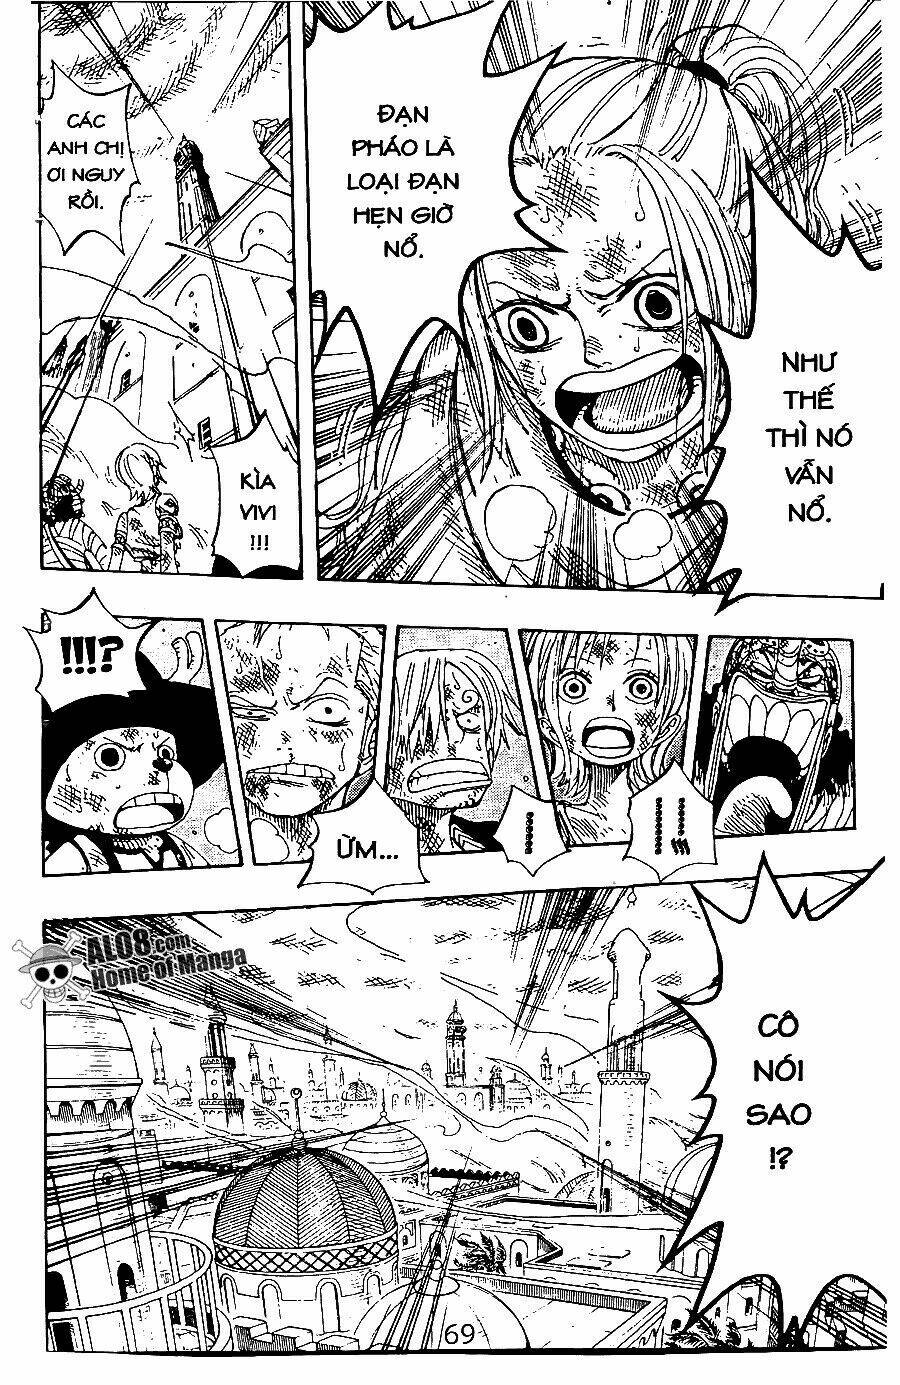 CÁC
ANH CHỊ
ƠI NGUY
RỒI.
KÌA
VIVI
!!!
ĐẠN
PHÁO LÀ
LOẠI ĐẠN
HẸN GIỜ
NỔ.
NHƯ
THẾ
THÌ NÓ
VẪN
NỔ.
!!!?
ỪM...
CÔ
NÓI
SAO
!?
AL08.com
Home of Manga
69